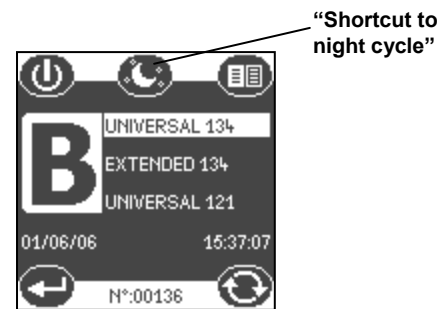 “Shortcut to
night cycle”
B
UNIVERSAL 134
EXTENDED 134
UNIVERSAL 121
01/06/06 15:37:07
N°:00136